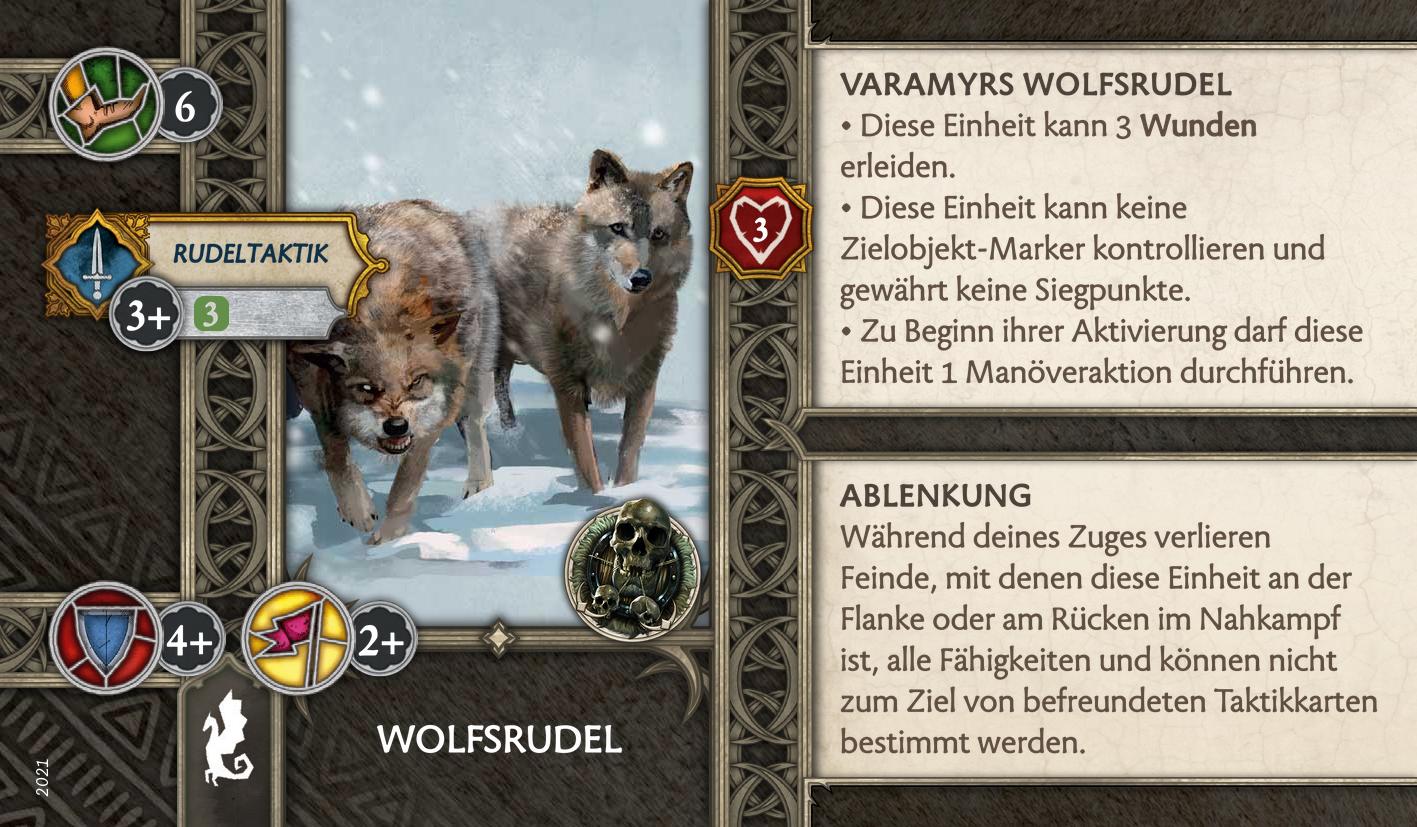 6
RUDELTAKTIK
3+ 3
3
4+
2+
WOLFSRUDEL
2021
VARAMYRS WOLFSRUDEL
• Diese Einheit kann 3 Wunden
erleiden.
• Diese Einheit kann keine
Zielobjekt-Marker kontrollieren und
gewährt keine Siegpunkte.
• Zu Beginn ihrer Aktivierung darf diese
Einheit 1 Manöveraktion durchführen.
ABLENKUNG
Während deines Zuges verlieren
Feinde, mit denen diese Einheit an der
Flanke oder am Rücken im Nahkampf
ist, alle Fähigkeiten und können nicht
zum Ziel von befreundeten Taktikkarten
bestimmt werden.